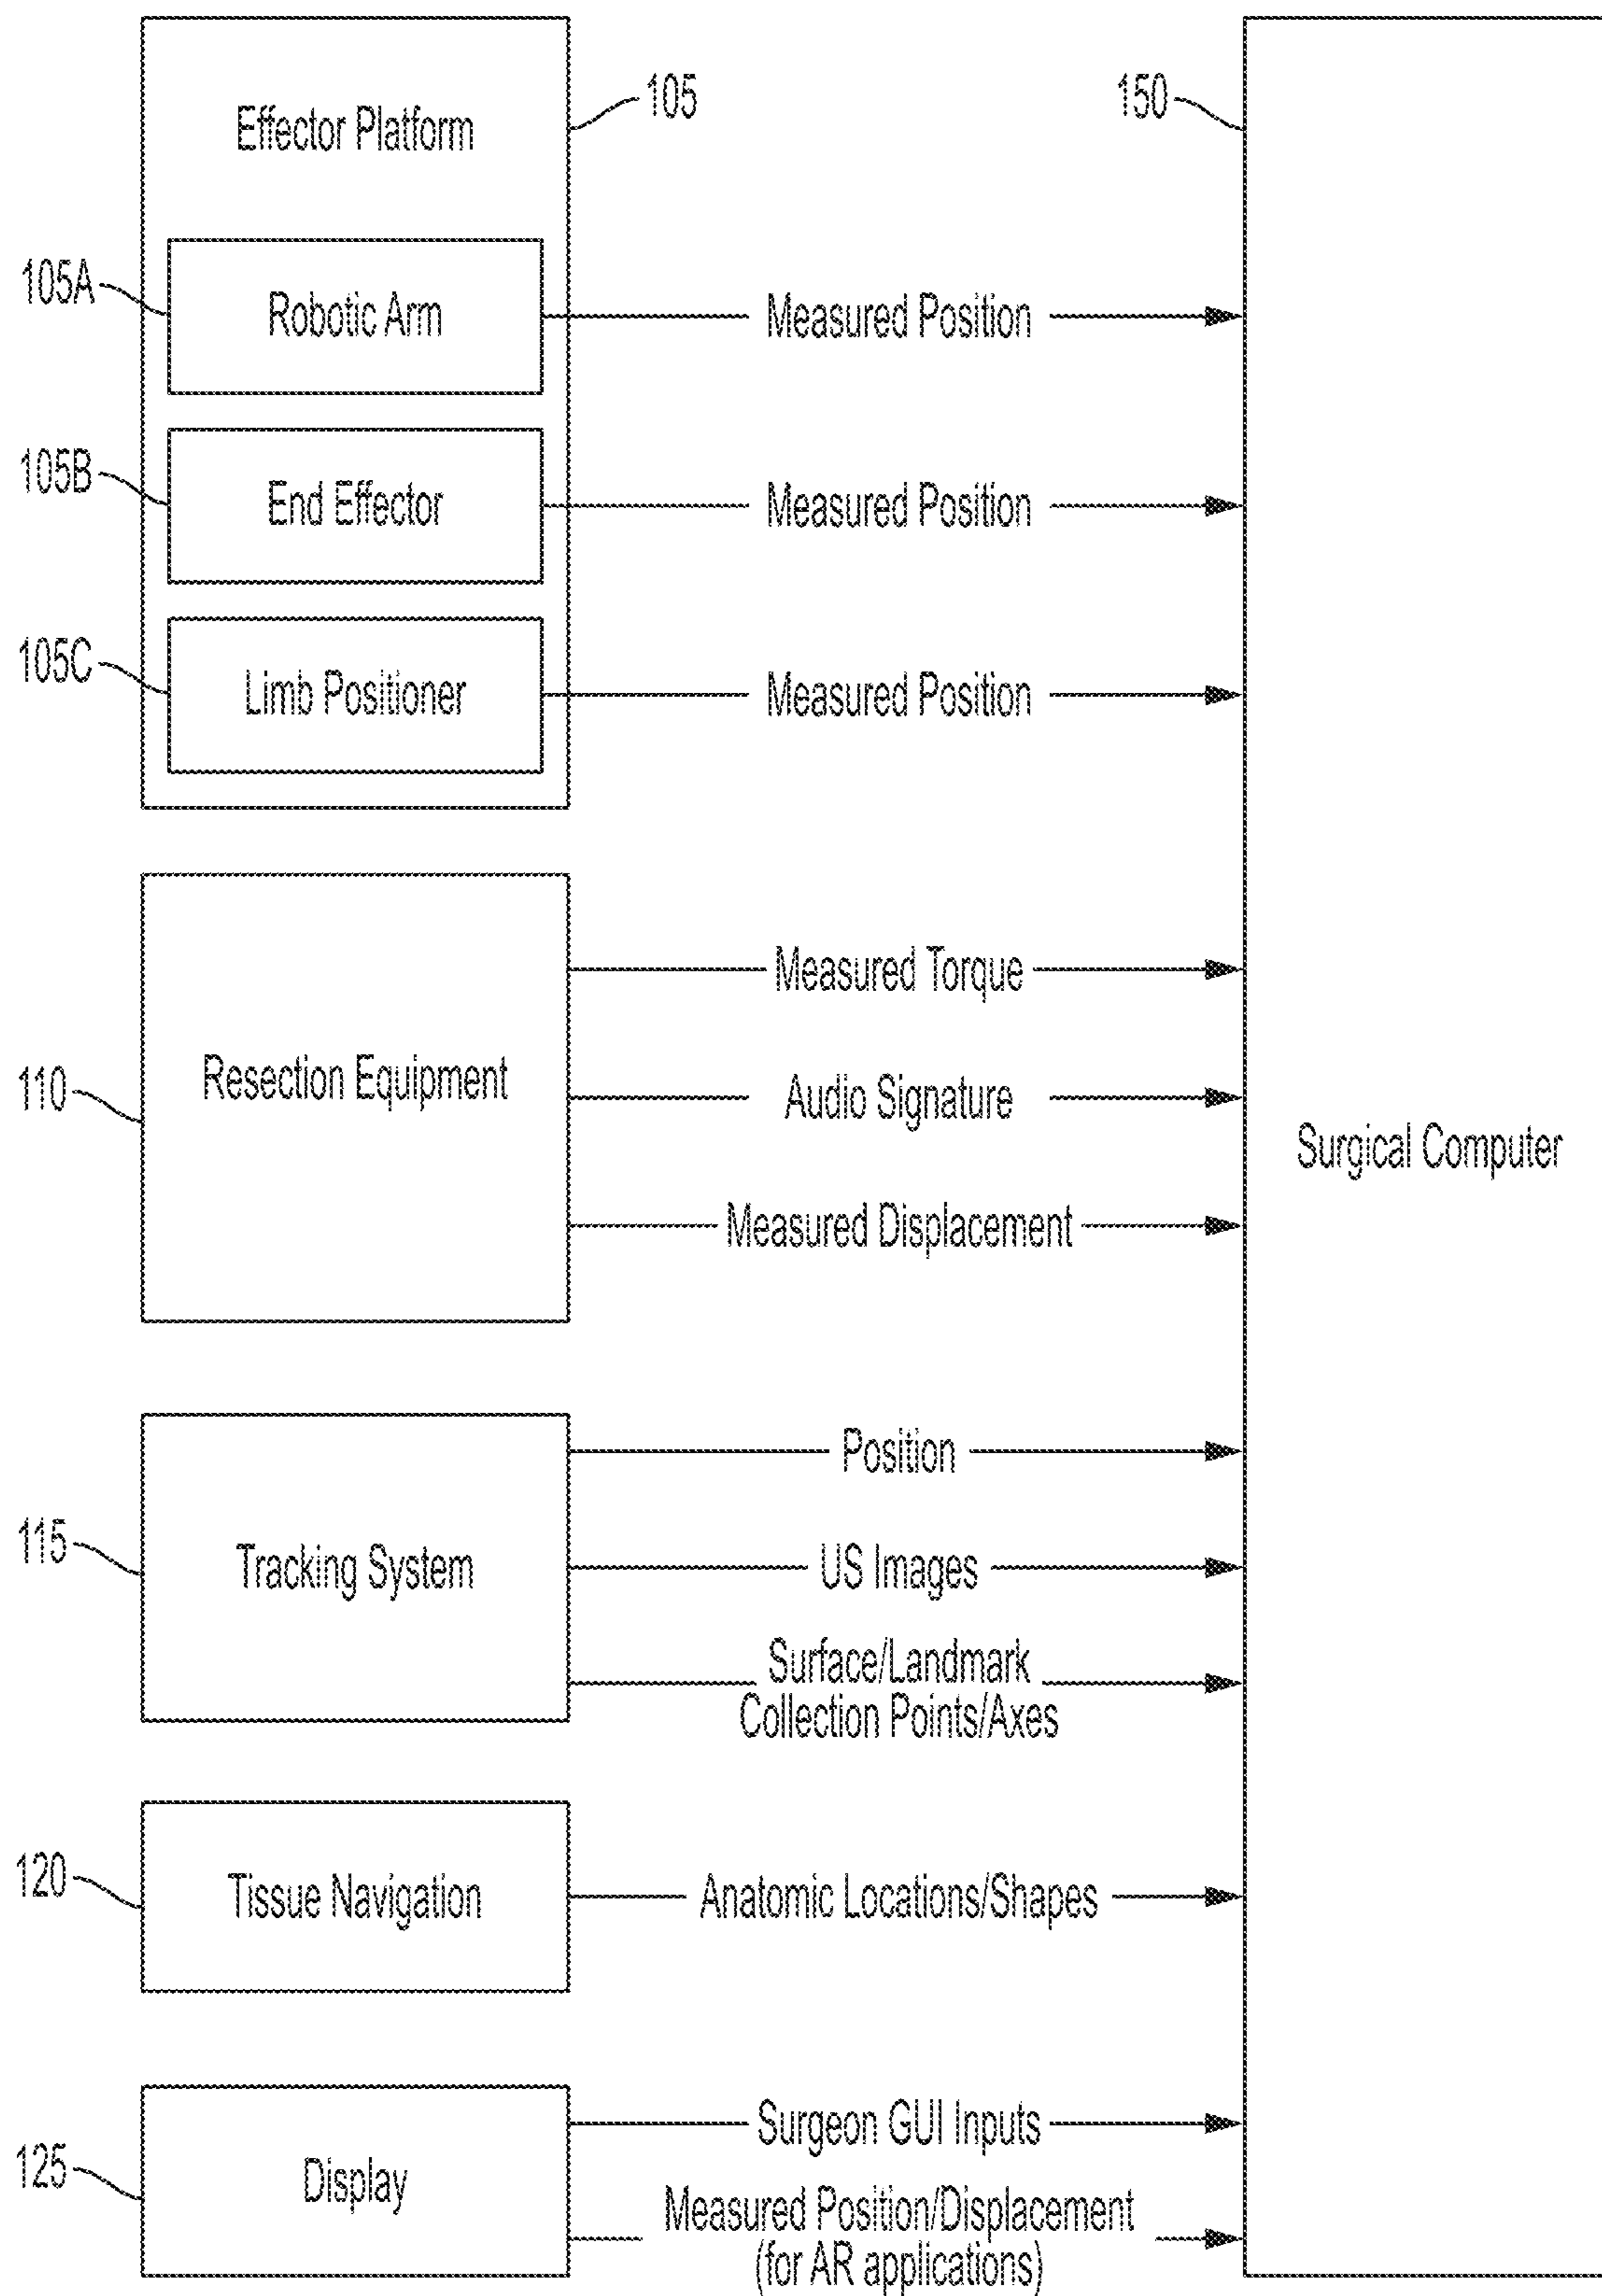 Effector Platform
105
150
105A
Robotic Arm
Measured Position
105B
End Effector
Measured Position
105C
Limb Positioner
Measured Position
110
Resection Equipment
Measured Torque
Audio Signature
Measured Displacement
Surgical Computer
115
Tracking System
Position
US Images
Surface/Landmark
Collection Points/Axes
120
Tissue Navigation
Anatomic Locations/Shapes
125
Display
Surgeon GUI Inputs
Measured Position/Displacement
(for AR applications)